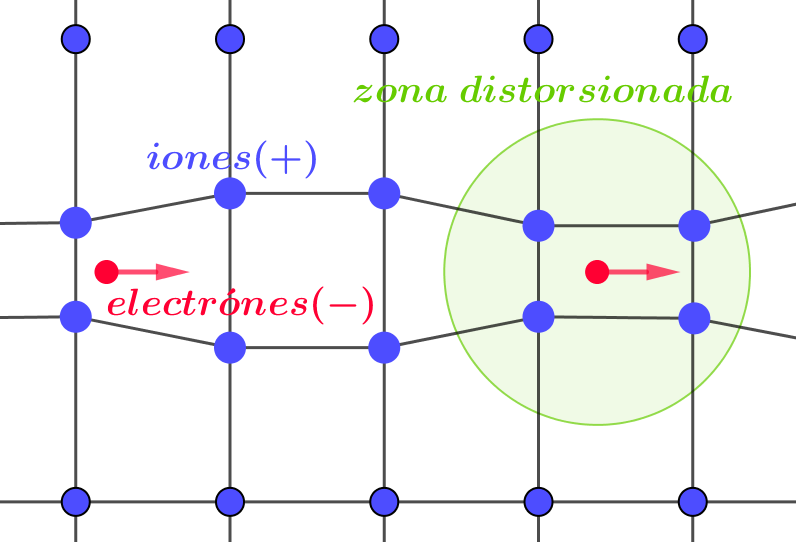 zona distorsionada
iones(+)
electrónes(−)